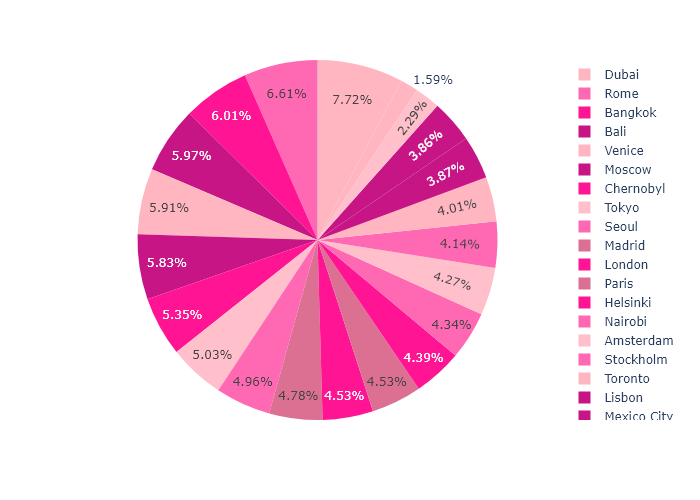 7.72%
1.59%
2.29%
3.86%
3.87%
4.01%
4.14%
4.27%
4.34%
4.39%
4.53%
4.53%
4.78%
4.96%
5.03%
5.35%
5.83%
5.91%
5.97%
6.01%
6.61%
Dubai
Rome
Bangkok
Bali
Venice
Moscow
Chernobyl
Tokyo
Seoul
Madrid
London
Paris
Helsinki
Nairobi
Amsterdam
Stockholm
Toronto
Lisbon
Mexico City